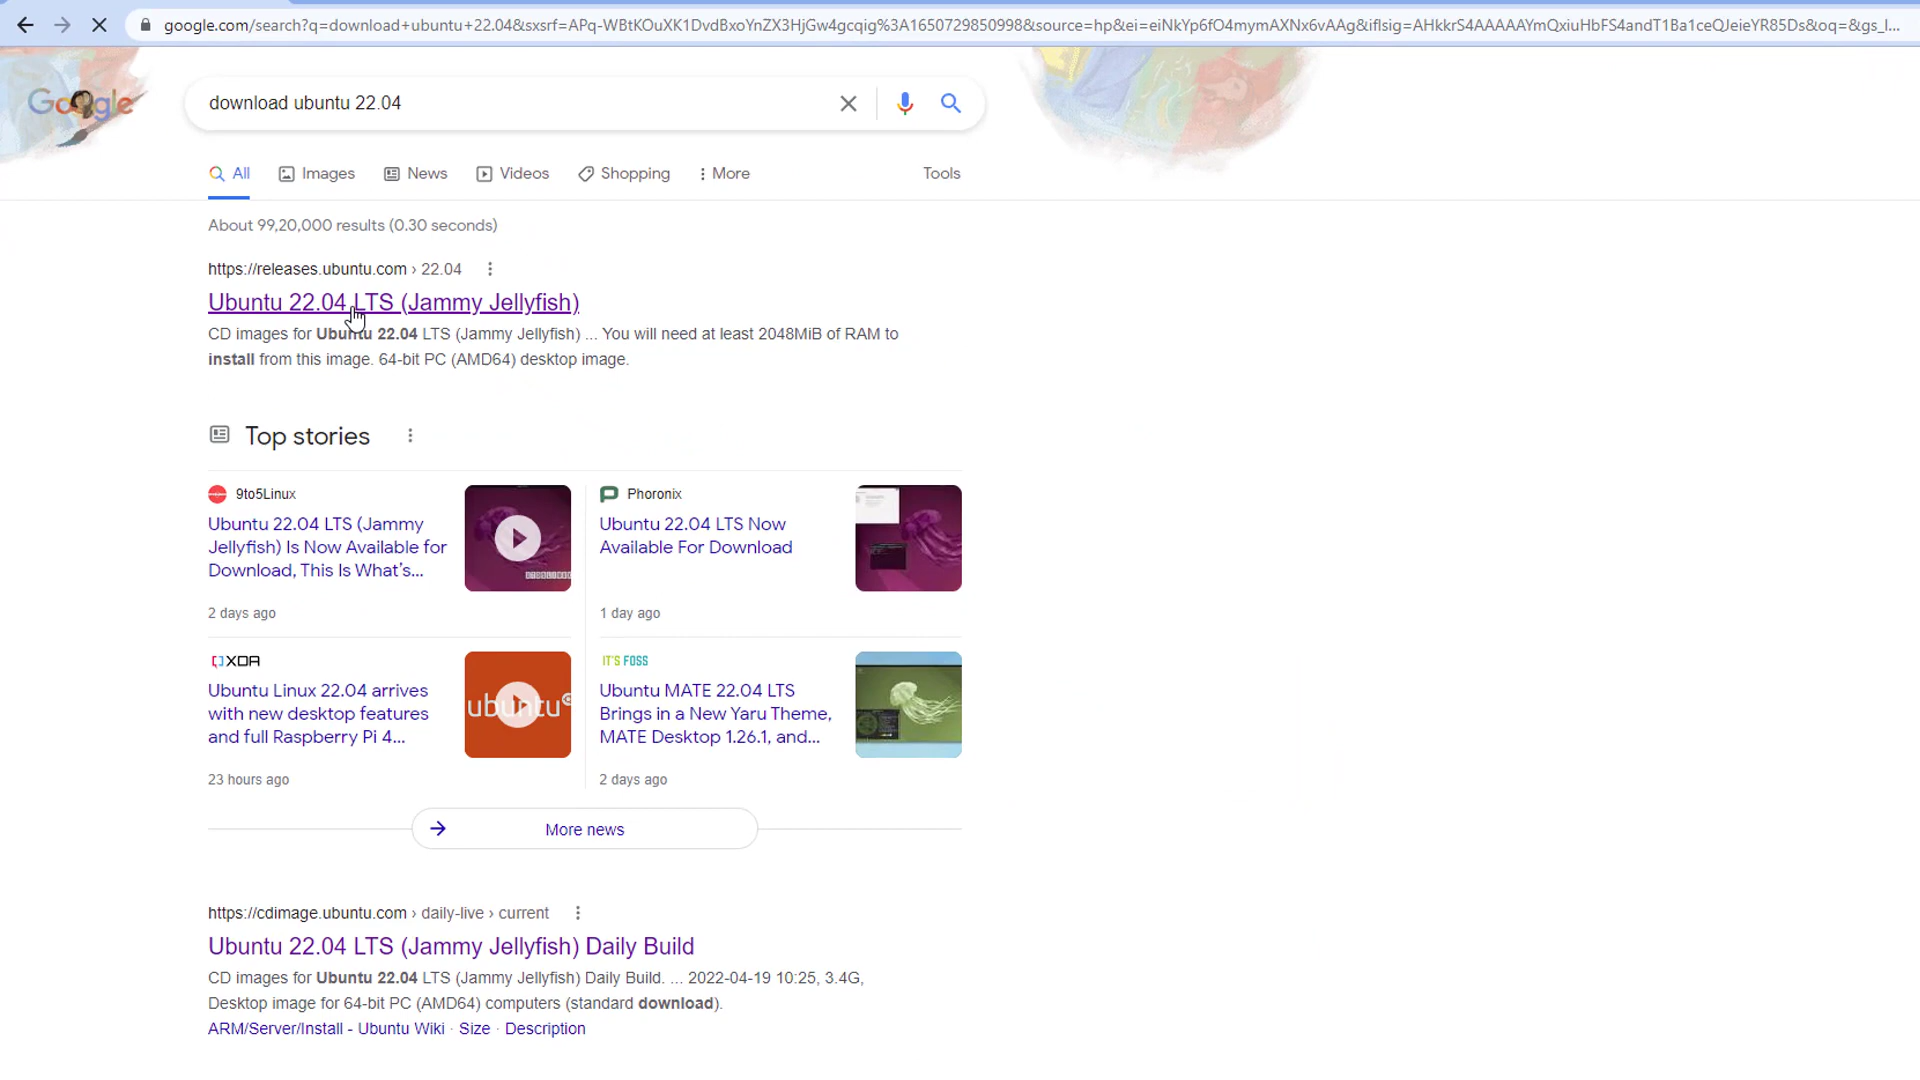 google.com/search?q=download+ubuntu+22.04&sxsrf=APq-WBtKOuXK1DvdBxoYnZX3HjGw4gcqig%3A1650729850998&source=hp&ei=eiNkYp6fO4mymAXNx6vAAg&iflsig=AHkkrS4AAAAAYmQxiuHbFS4andT1Ba1ceQJeieYR85Ds&oq=&gs_l...
Google
download ubuntu 22.04
All Images News Videos Shopping More Tools
About 99,20,000 results (0.30 seconds)
https://releases.ubuntu.com › 22.04
Ubuntu 22.04 LTS (Jammy Jellyfish)
CD images for Ubuntu 22.04 LTS (Jammy Jellyfish) ... You will need at least 2048MiB of RAM to
install from this image. 64-bit PC (AMD64) desktop image.
Top stories
9to5Linux
Ubuntu 22.04 LTS (Jammy
Jellyfish) Is Now Available for
Download, This Is What's...
2 days ago
Phoronix
Ubuntu 22.04 LTS Now
Available For Download
1 day ago
XDA
Ubuntu Linux 22.04 arrives
with new desktop features
and full Raspberry Pi 4...
23 hours ago
ubuntu
IT'S FOSS
Ubuntu MATE 22.04 LTS
Brings in a New Yaru Theme,
MATE Desktop 1.26.1, and...
2 days ago
More news
https://cdimage.ubuntu.com › daily-live › current
Ubuntu 22.04 LTS (Jammy Jellyfish) Daily Build
CD images for Ubuntu 22.04 LTS (Jammy Jellyfish) Daily Build. ... 2022-04-19 10:25, 3.4G,
Desktop image for 64-bit PC (AMD64) computers (standard download).
ARM/Server/Install - Ubuntu Wiki · Size · Description